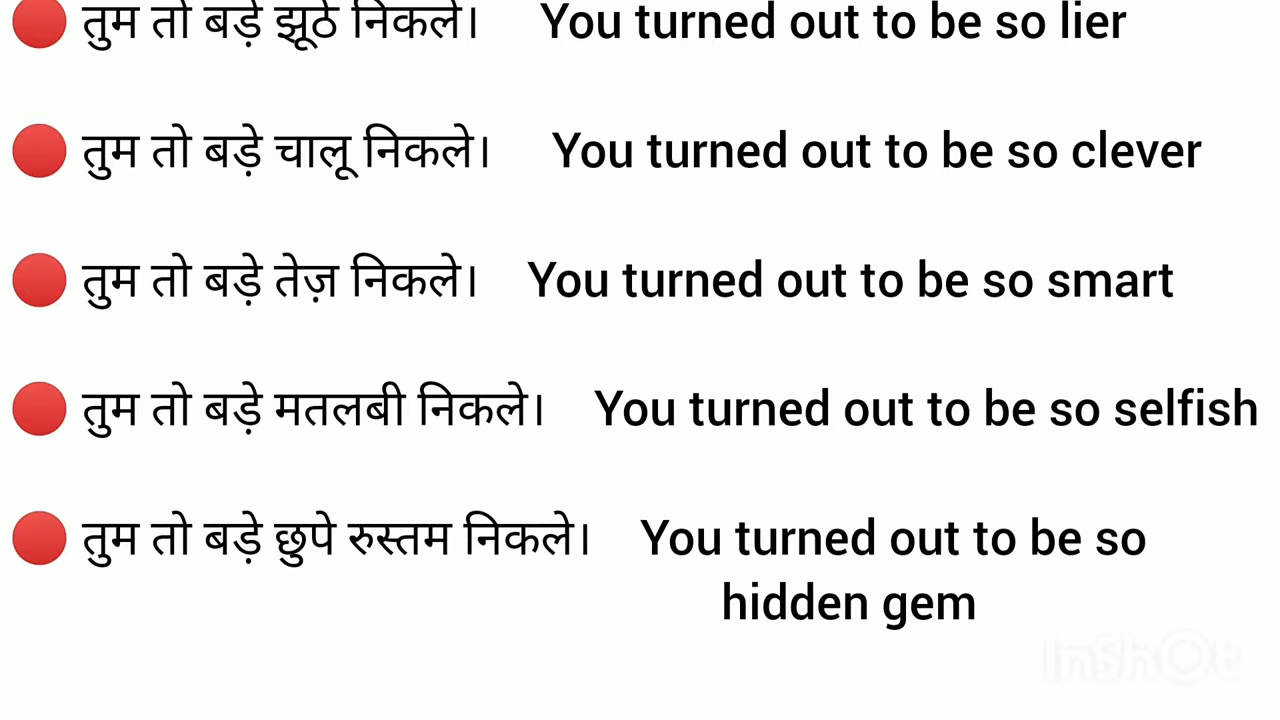 तुम तो बड़े झूठे निकले। You turned out to be so lier
तुम तो बड़े चालू निकले। You turned out to be so clever
तुम तो बड़े तेज़ निकले। You turned out to be so smart
तुम तो बड़े मतलबी निकले। You turned out to be so selfish
तुम तो बड़े छुपे रुस्तम निकले। You turned out to be so
hidden gem
InShOt